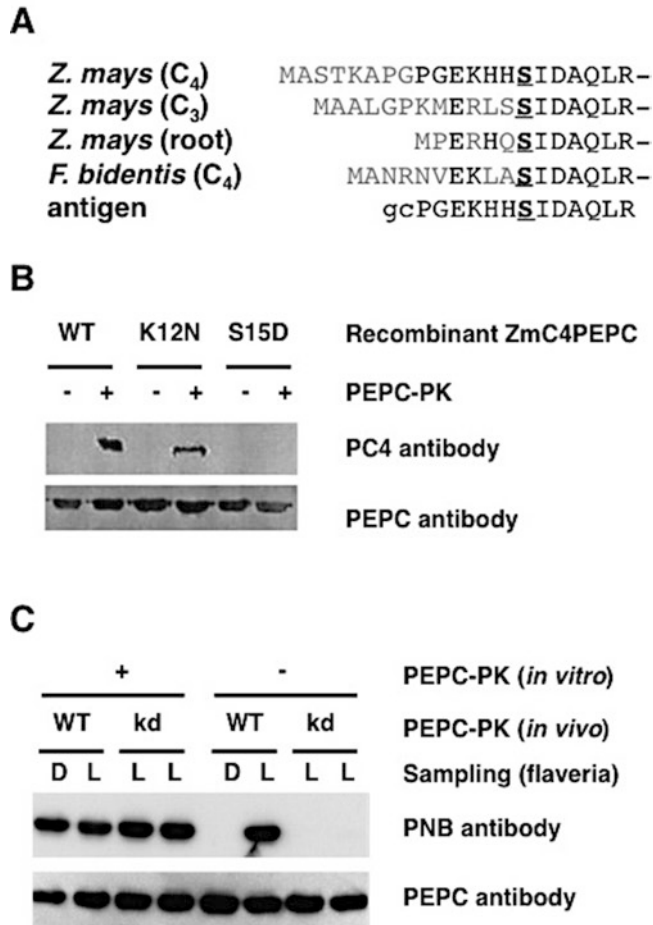 A
Z. mays (C4) MASTKAPGPGEKHHSIDAQLR-
Z. mays (C3) MAALGPKMERLSSIDAQLR-
Z. mays (root) MPERHQSIDAQLR-
F. bidentis (C4) MANRNVEKLASIDAQLR-
antigen gcPGEKHHSIDAQLR
B
WT K12N S15D Recombinant ZmC4PEPC
- + - + - + PEPC-PK
PC4 antibody
PEPC antibody
C
+ - PEPC-PK (in vitro)
WT kd WT kd PEPC-PK (in vivo)
D L L L D L L L Sampling (flaveria)
PNB antibody
PEPC antibody